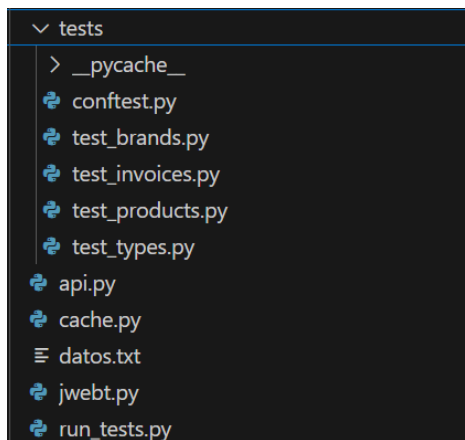 tests
__pycache__
conftest.py
test_brands.py
test_invoices.py
test_products.py
test_types.py
api.py
cache.py
datos.txt
jwebt.py
run_tests.py